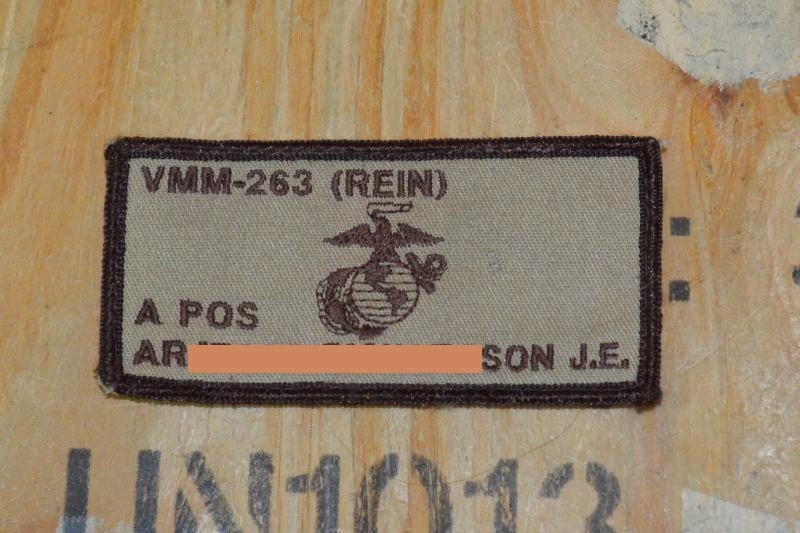 VMM-263 (REIN)
A POS
J.E.
UN1013